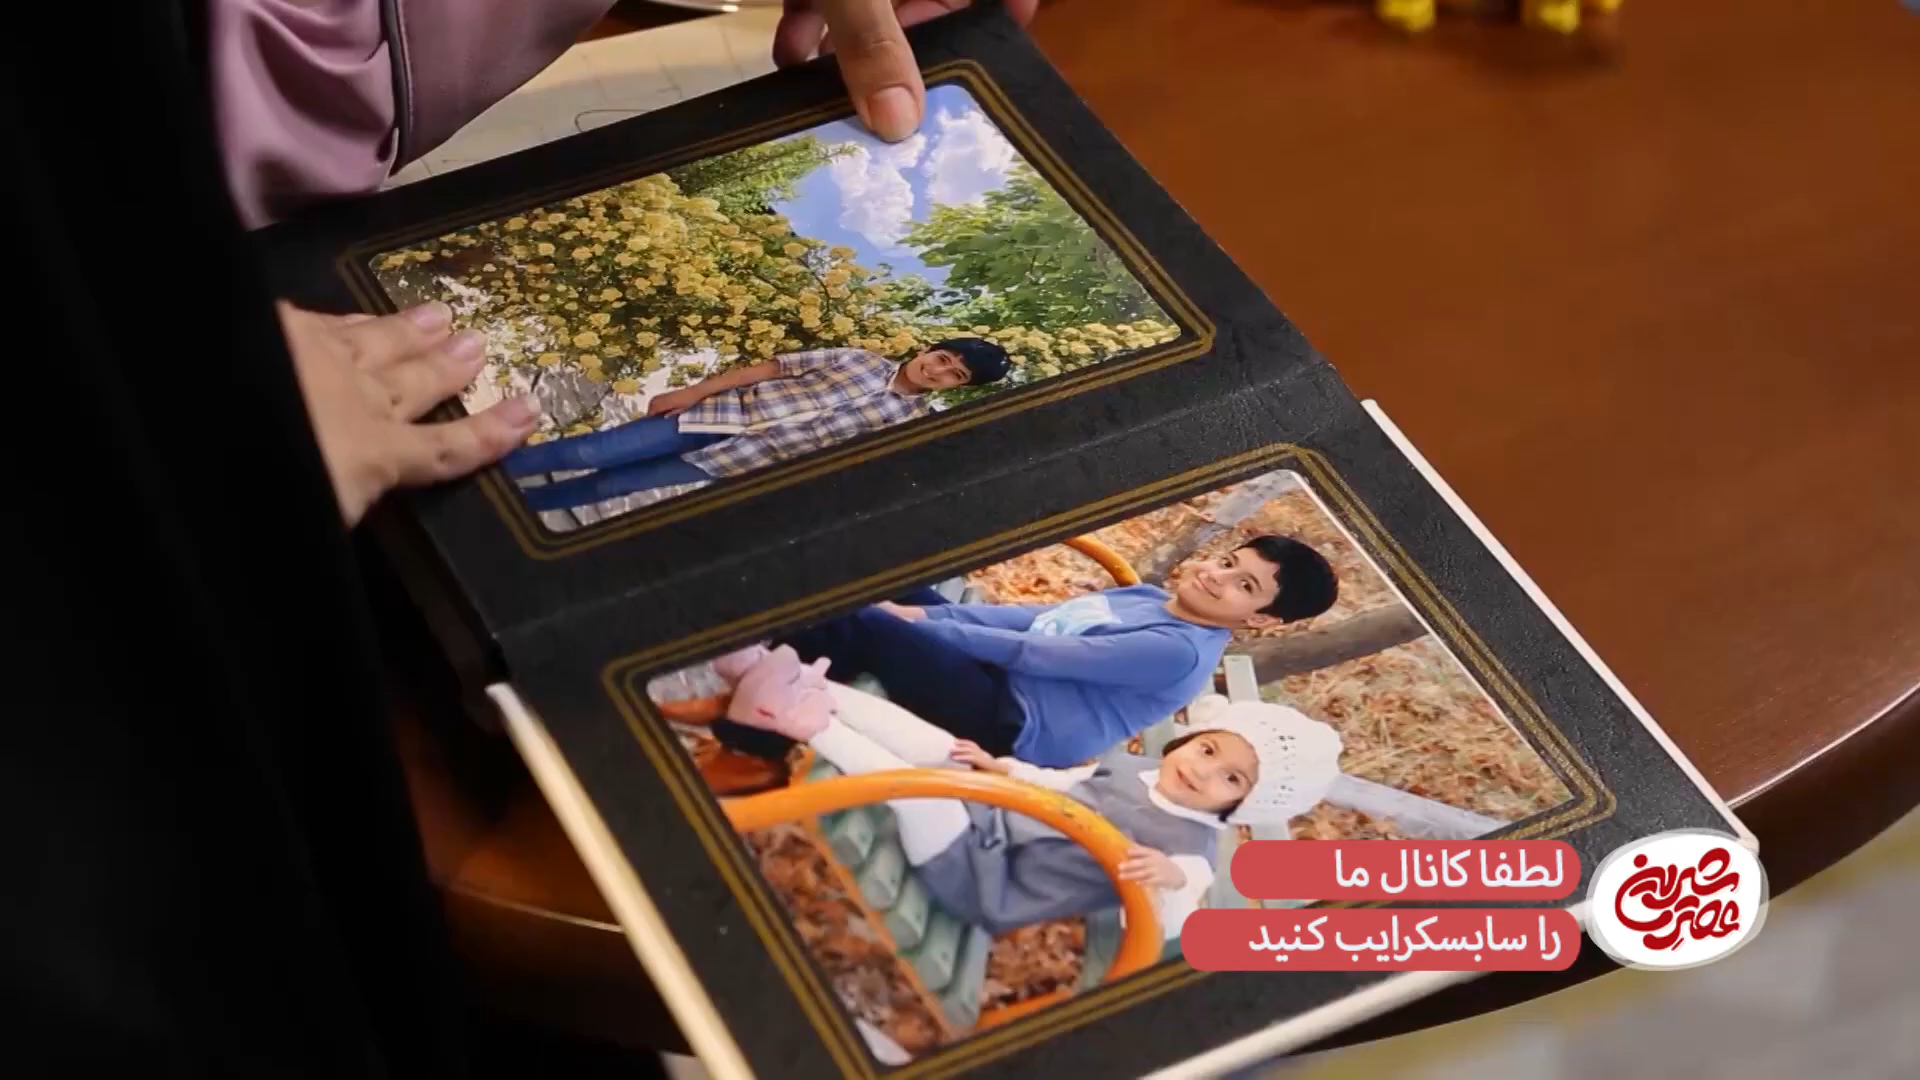 لطفا کانال ما
را سابسکرایب کنید
عصر شیرین